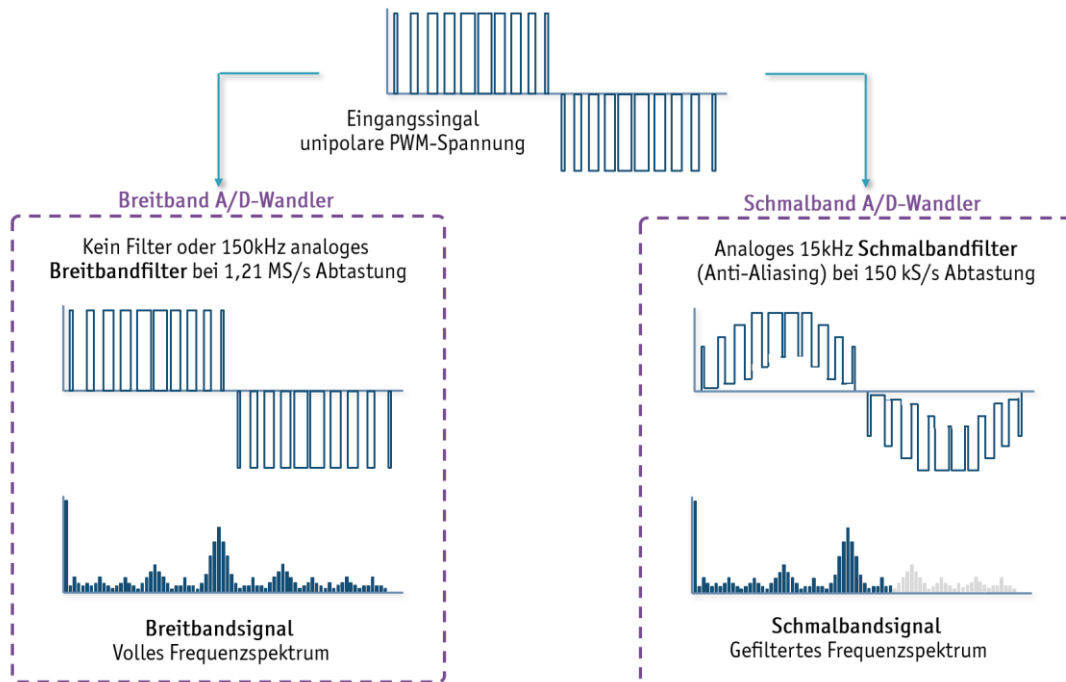 Eingangssingal
unipolare PWM-Spannung
Breitband A/D-Wandler
Kein Filter oder 150kHz analoges
Breitbandfilter bei 1,21 MS/s Abtastung
Breitbandsignal
Volles Frequenzspektrum
Schmalband A/D-Wandler
Analoges 15kHz Schmalbandfilter
(Anti-Aliasing) bei 150 kS/s Abtastung
Schmalbandsignal
Gefiltertes Frequenzspektrum